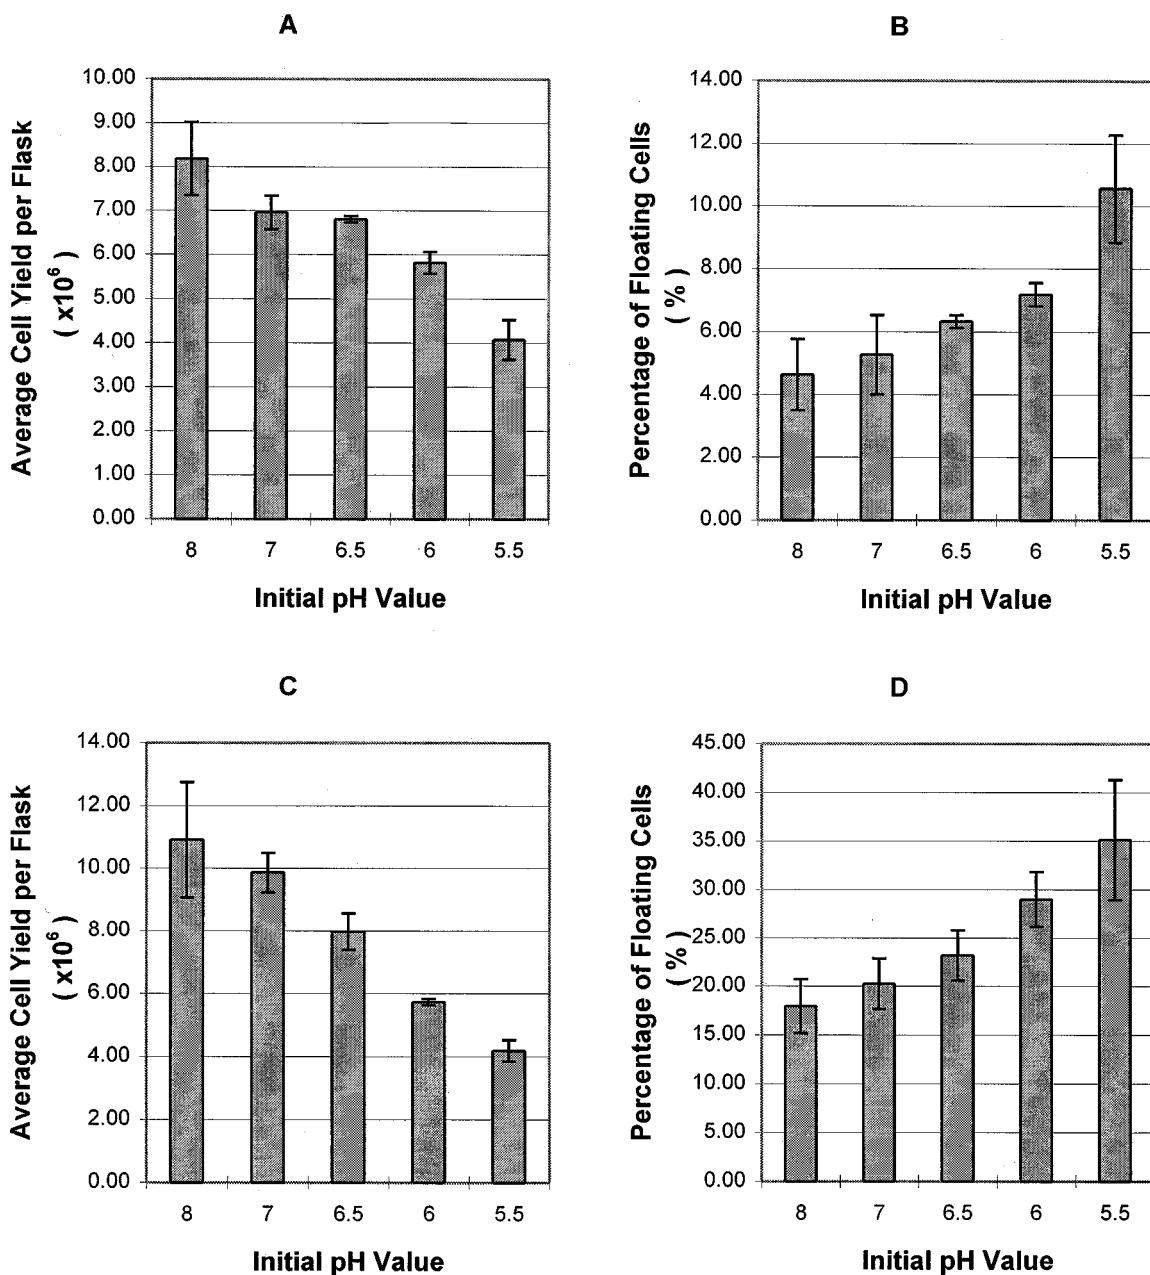 A
Average Cell Yield per Flask
( x10⁶ )
10.00
9.00
8.00
7.00
6.00
5.00
4.00
3.00
2.00
1.00
0.00
8 7 6.5 6 5.5
Initial pH Value
B
Percentage of Floating Cells
( % )
14.00
12.00
10.00
8.00
6.00
4.00
2.00
0.00
8 7 6.5 6 5.5
Initial pH Value
C
Average Cell Yield per Flask
( x10⁶ )
14.00
12.00
10.00
8.00
6.00
4.00
2.00
0.00
8 7 6.5 6 5.5
Initial pH Value
D
Percentage of Floating Cells
( % )
45.00
40.00
35.00
30.00
25.00
20.00
15.00
10.00
5.00
0.00
8 7 6.5 6 5.5
Initial pH Value